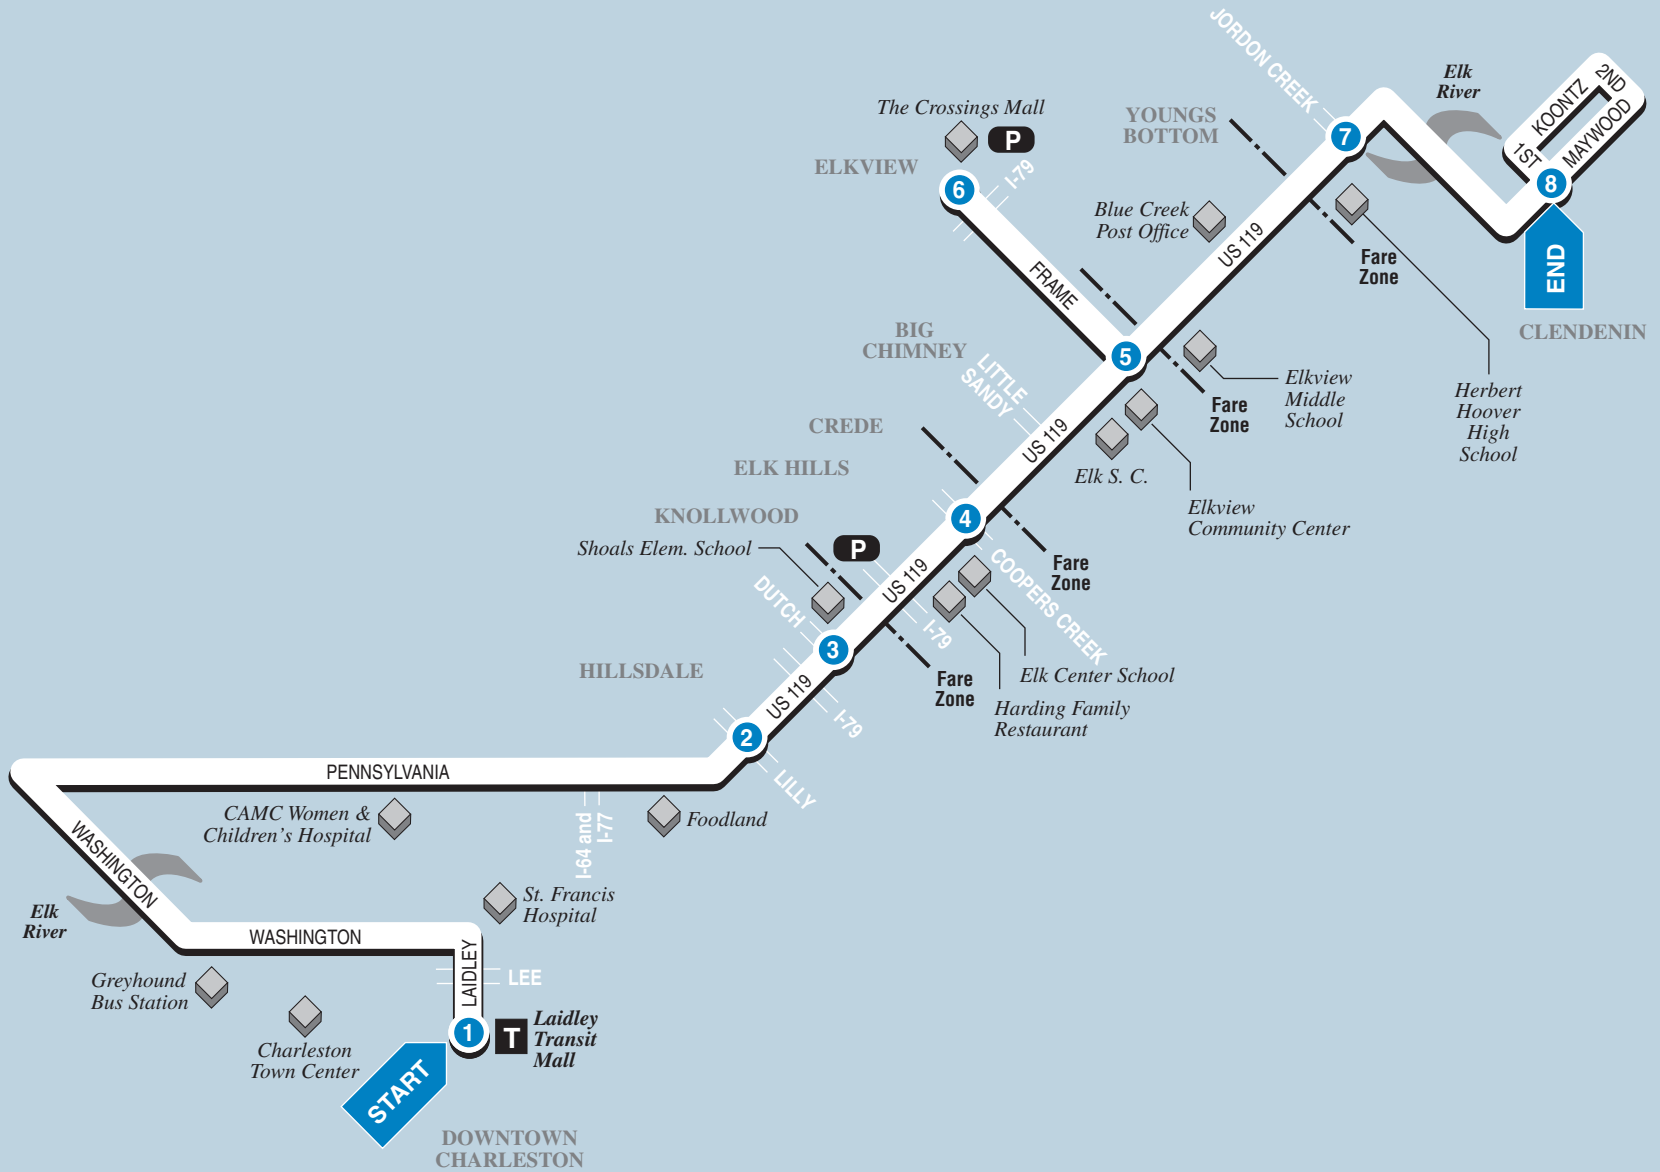 JORDON CREEK
Elk
River
2ND
KOONTZ
MAYWOOD
1ST
The Crossings Mall
P
YOUNGS
BOTTOM
7
ELKVIEW
I-79
6
8
Blue Creek
Post Office
US 119
Fare
Zone
END
FRAME
CLENDENIN
BIG
CHIMNEY
5
LITTLE
SANDY
Elkview
Middle
School
Herbert
Hoover
High
School
Fare
Zone
CREDE
US 119
ELK HILLS
Elk S. C.
KNOLLWOOD
4
Elkview
Community Center
Shoals Elem. School
P
Fare
Zone
COOPERS CREEK
US 119
DUTCH
I-79
3
HILLSDALE
Fare
Zone
Elk Center School
US 119
Harding Family
Restaurant
I-79
2
PENNSYLVANIA
LILLY
CAMC Women &
Children's Hospital
Foodland
I-64 and
I-77
WASHINGTON
St. Francis
Hospital
Elk
River
WASHINGTON
LAIDLEY
LEE
Greyhound
Bus Station
1
T
Laidley
Transit
Mall
Charleston
Town Center
START
DOWNTOWN
CHARLESTON